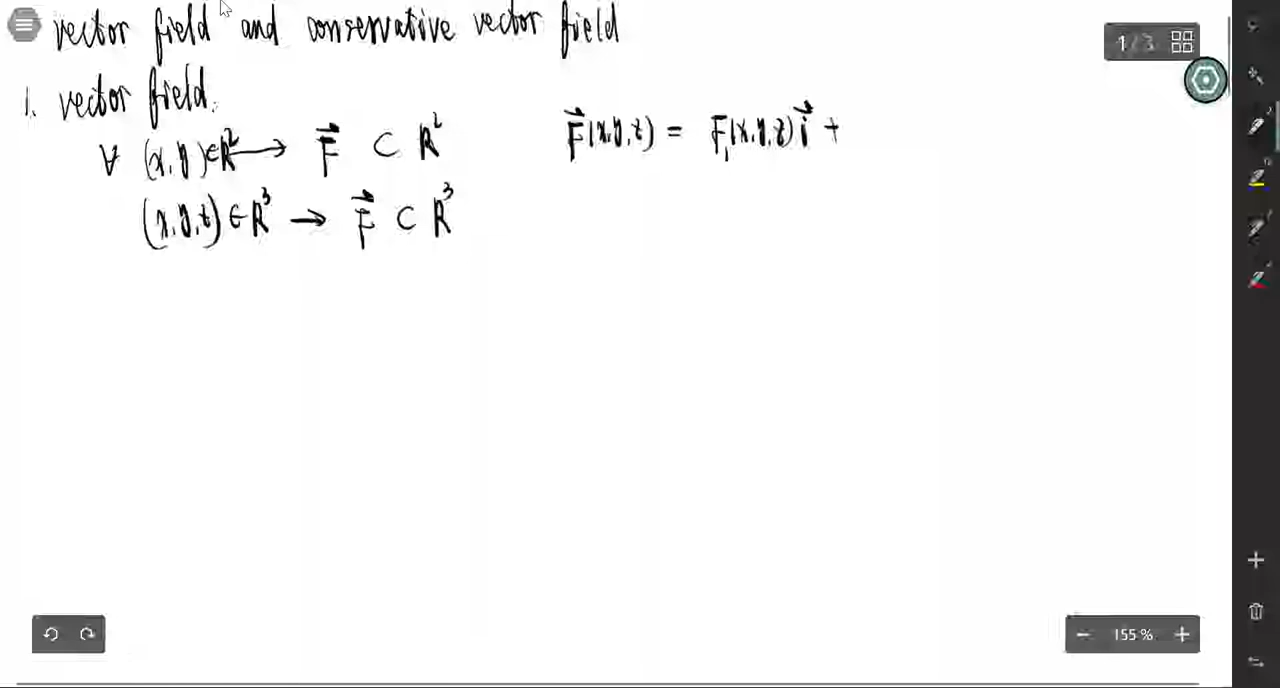 vector field and conservative vector field
1. vector field.
∀ (x,y)∈R² → F⃗ ⊂ R²
F⃗(x,y,z) = F₁(x,y,z) i⃗ +
(x,y,z)∈R³ → F⃗ ⊂ R³
1/3
155 %